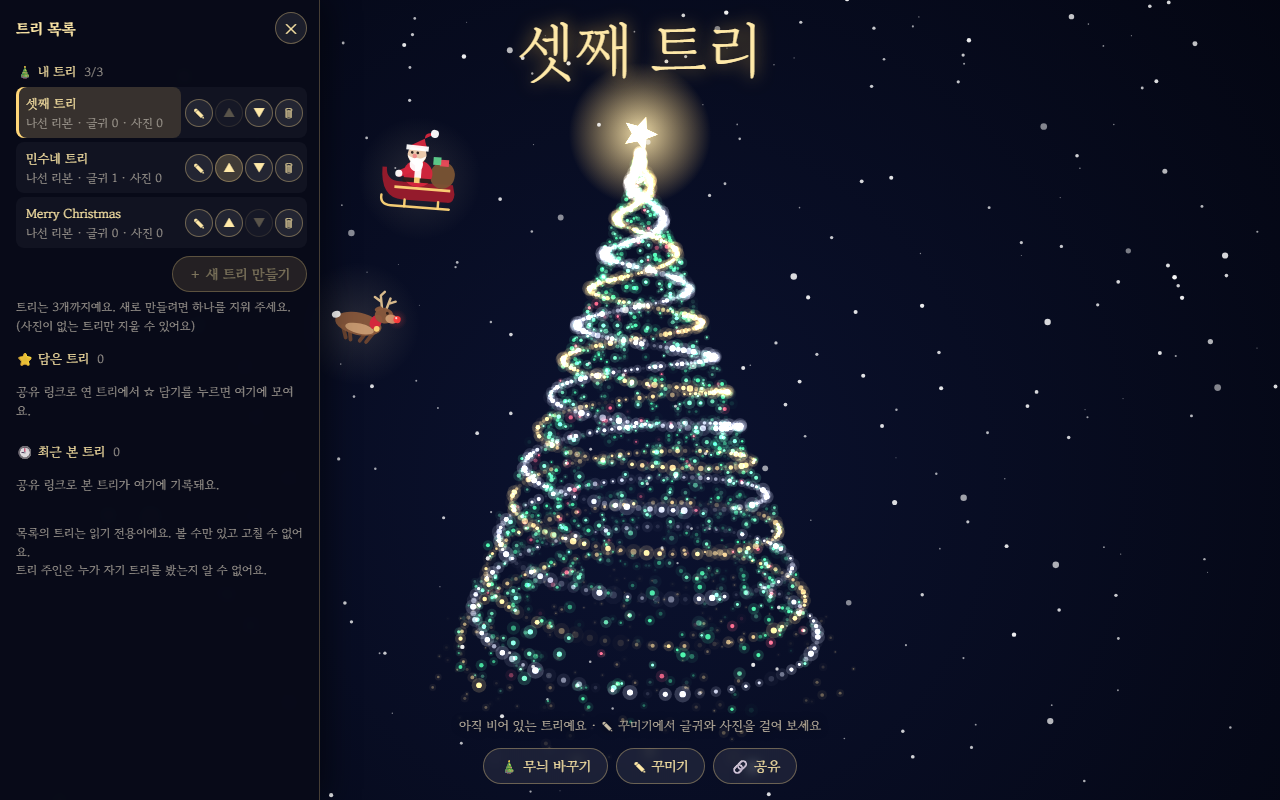 트리 목록
🎄 내 트리 3/3
셋째 트리
나선 리본 · 글귀 0 · 사진 0
민수네 트리
나선 리본 · 글귀 1 · 사진 0
Merry Christmas
나선 리본 · 글귀 0 · 사진 0
+ 새 트리 만들기
트리는 3개까지예요. 새로 만들려면 하나를 지워 주세요.
(사진이 없는 트리만 지울 수 있어요)
⭐ 담은 트리 0
공유 링크로 연 트리에서 ☆ 담기를 누르면 여기에 모여
요.
🕘 최근 본 트리 0
공유 링크로 본 트리가 여기에 기록돼요.
목록의 트리는 읽기 전용이에요. 볼 수만 있고 고칠 수 없어
요.
트리 주인은 누가 자기 트리를 봤는지 알 수 없어요.
셋째 트리
아직 비어 있는 트리예요 · ✏️ 꾸미기에서 글귀와 사진을 걸어 보세요
🎄 무늬 바꾸기
✏️ 꾸미기
🔗 공유